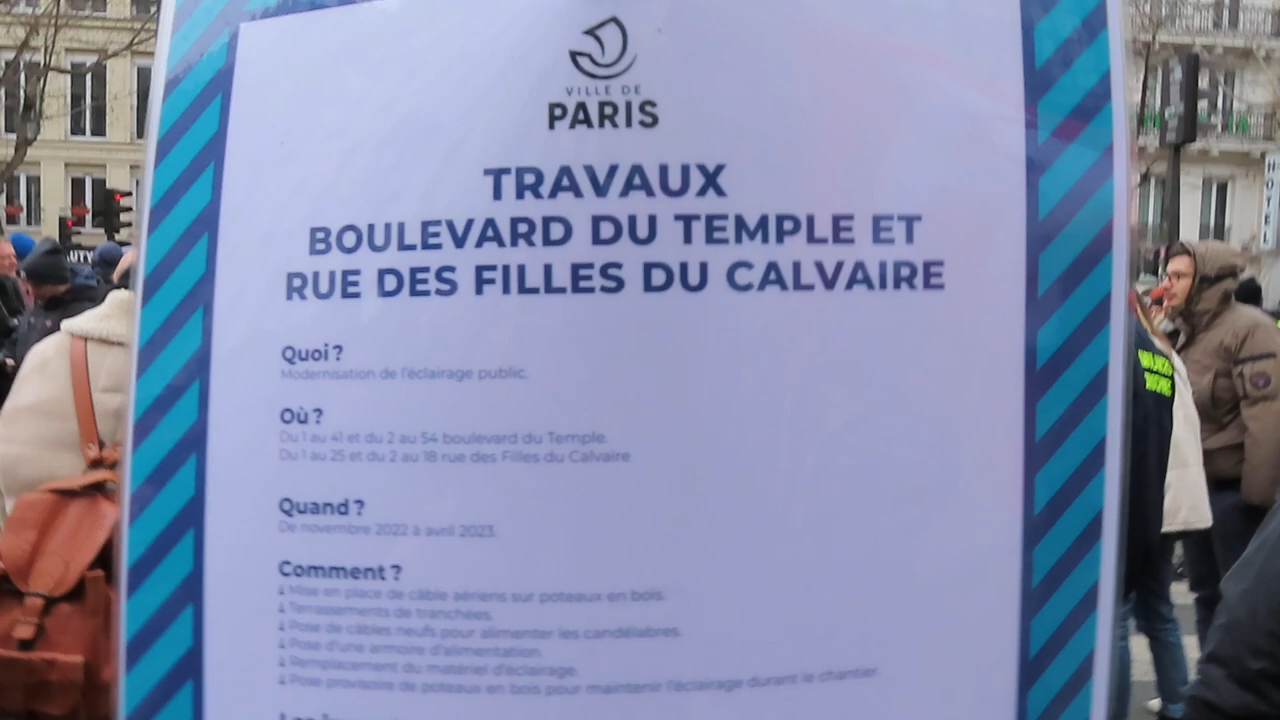 VILLE DE
PARIS
TRAVAUX
BOULEVARD DU TEMPLE ET
RUE DES FILLES DU CALVAIRE
Quoi ?
Modernisation de l'éclairage public.
Où ?
Du 1 au 41 et du 2 au 54 boulevard du Temple.
Du 1 au 25 et du 2 au 18 rue des Filles du Calvaire
Quand ?
De novembre 2022 à avril 2023.
Comment ?
Mise en place de câble aériens sur poteaux en bois.
Terrassements de tranchées.
Pose de câbles neufs pour alimenter les candélabres.
Pose d'une armoire d'alimentation.
Remplacement du matériel d'éclairage.
Pose provisoire de poteaux en bois pour maintenir l'éclairage durant le chantier.
HOTEL